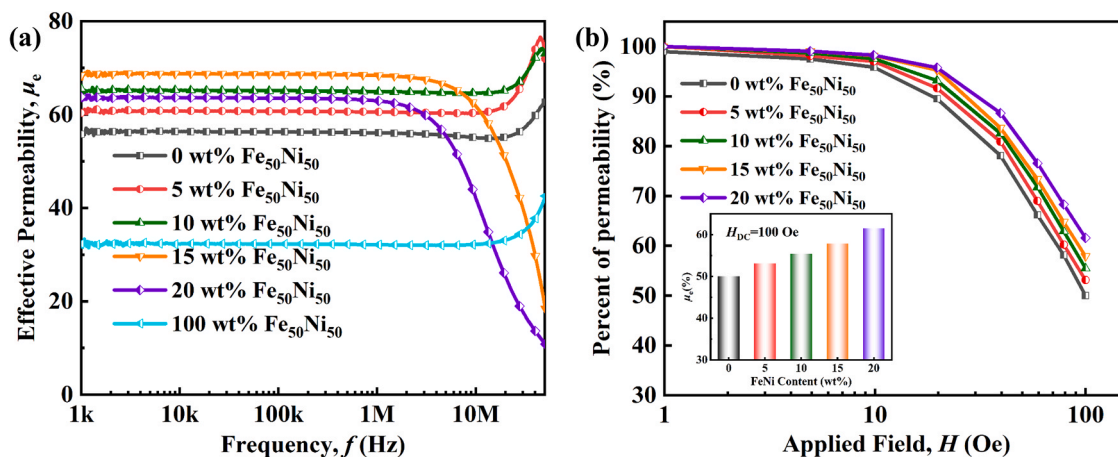 (a)
Effective Permeability, μe
80
60
40
20
0
0 wt% Fe50Ni50
5 wt% Fe50Ni50
10 wt% Fe50Ni50
15 wt% Fe50Ni50
20 wt% Fe50Ni50
100 wt% Fe50Ni50
1k 10k 100k 1M 10M
Frequency, f (Hz)
(b)
Percent of permeability (%)
100
90
80
70
60
50
40
30
0 wt% Fe50Ni50
5 wt% Fe50Ni50
10 wt% Fe50Ni50
15 wt% Fe50Ni50
20 wt% Fe50Ni50
HDC=100 Oe
μe(%)
60
50
40
30
0 5 10 15 20
FeNi Content (wt%)
1 10 100
Applied Field, H (Oe)